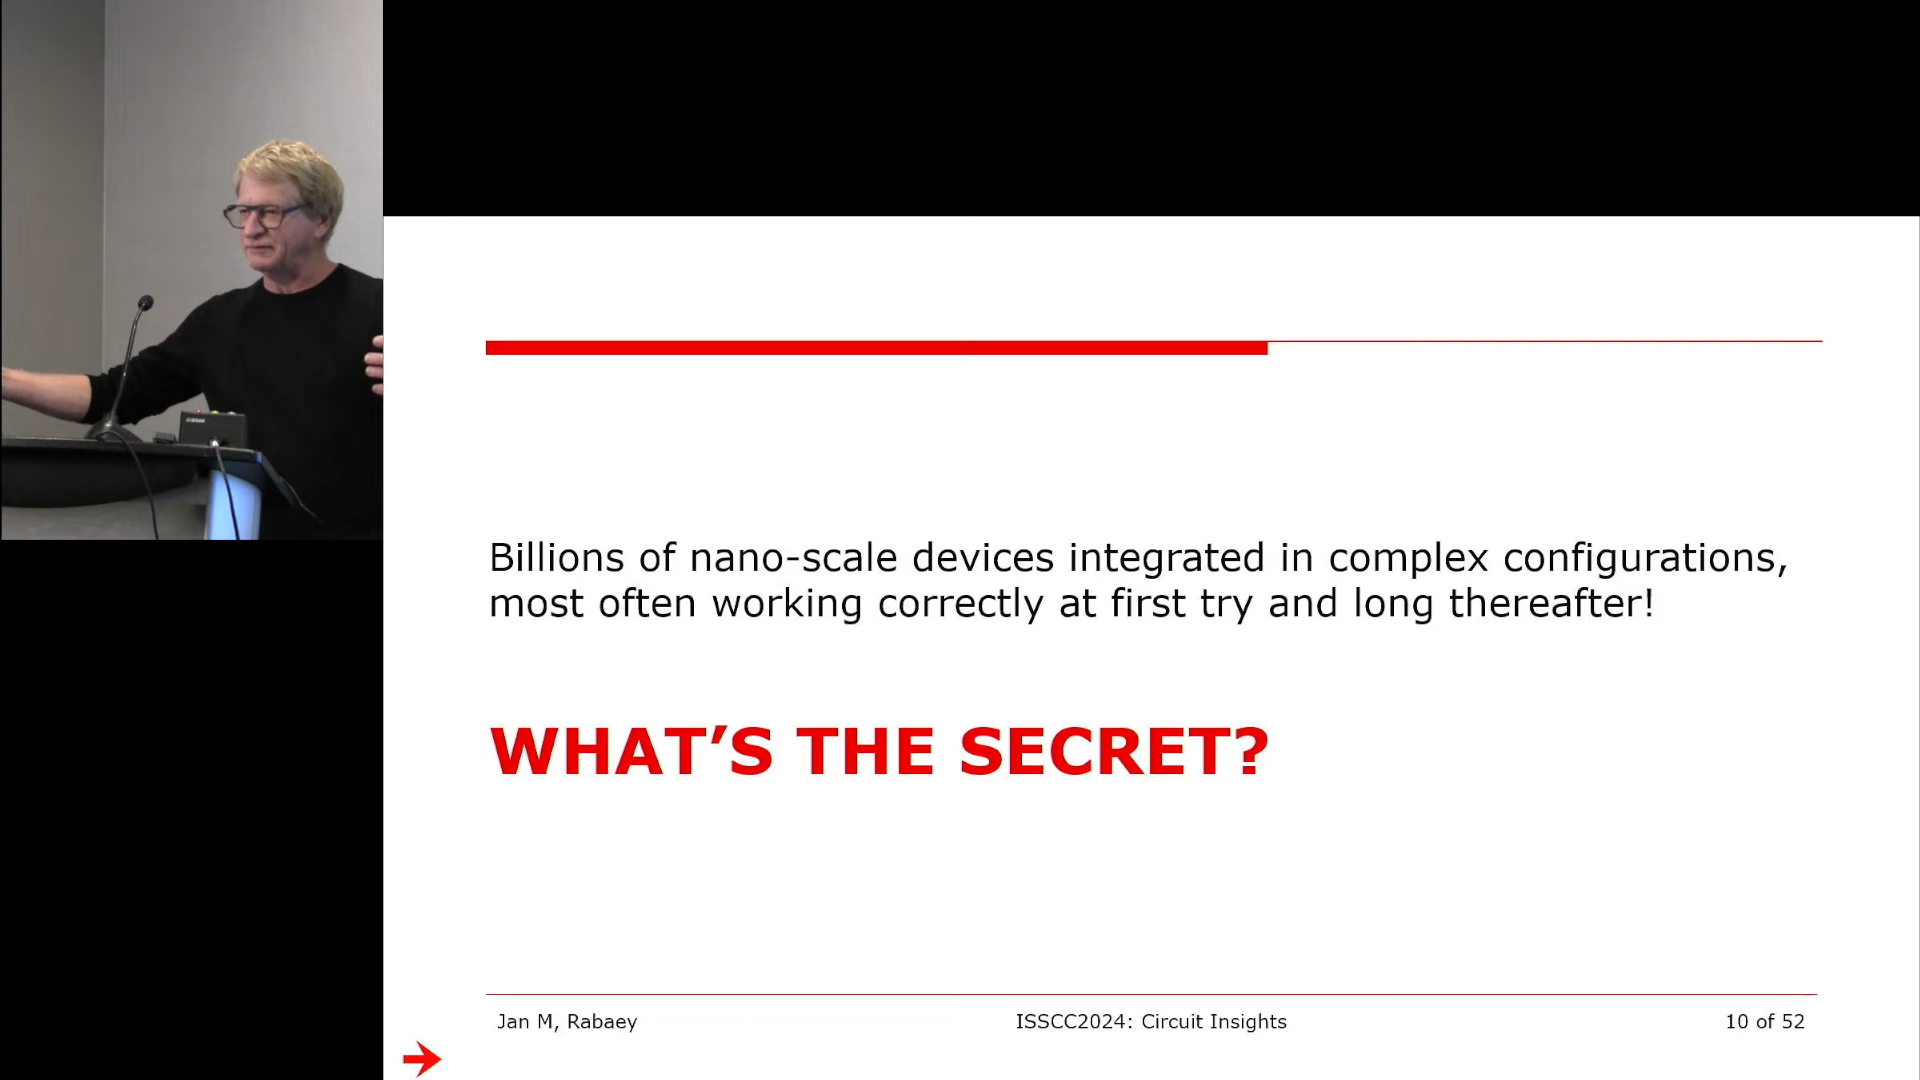 Billions of nano-scale devices integrated in complex configurations,
most often working correctly at first try and long thereafter!
WHAT’S THE SECRET?
Jan M, Rabaey
ISSCC2024: Circuit Insights
10 of 52